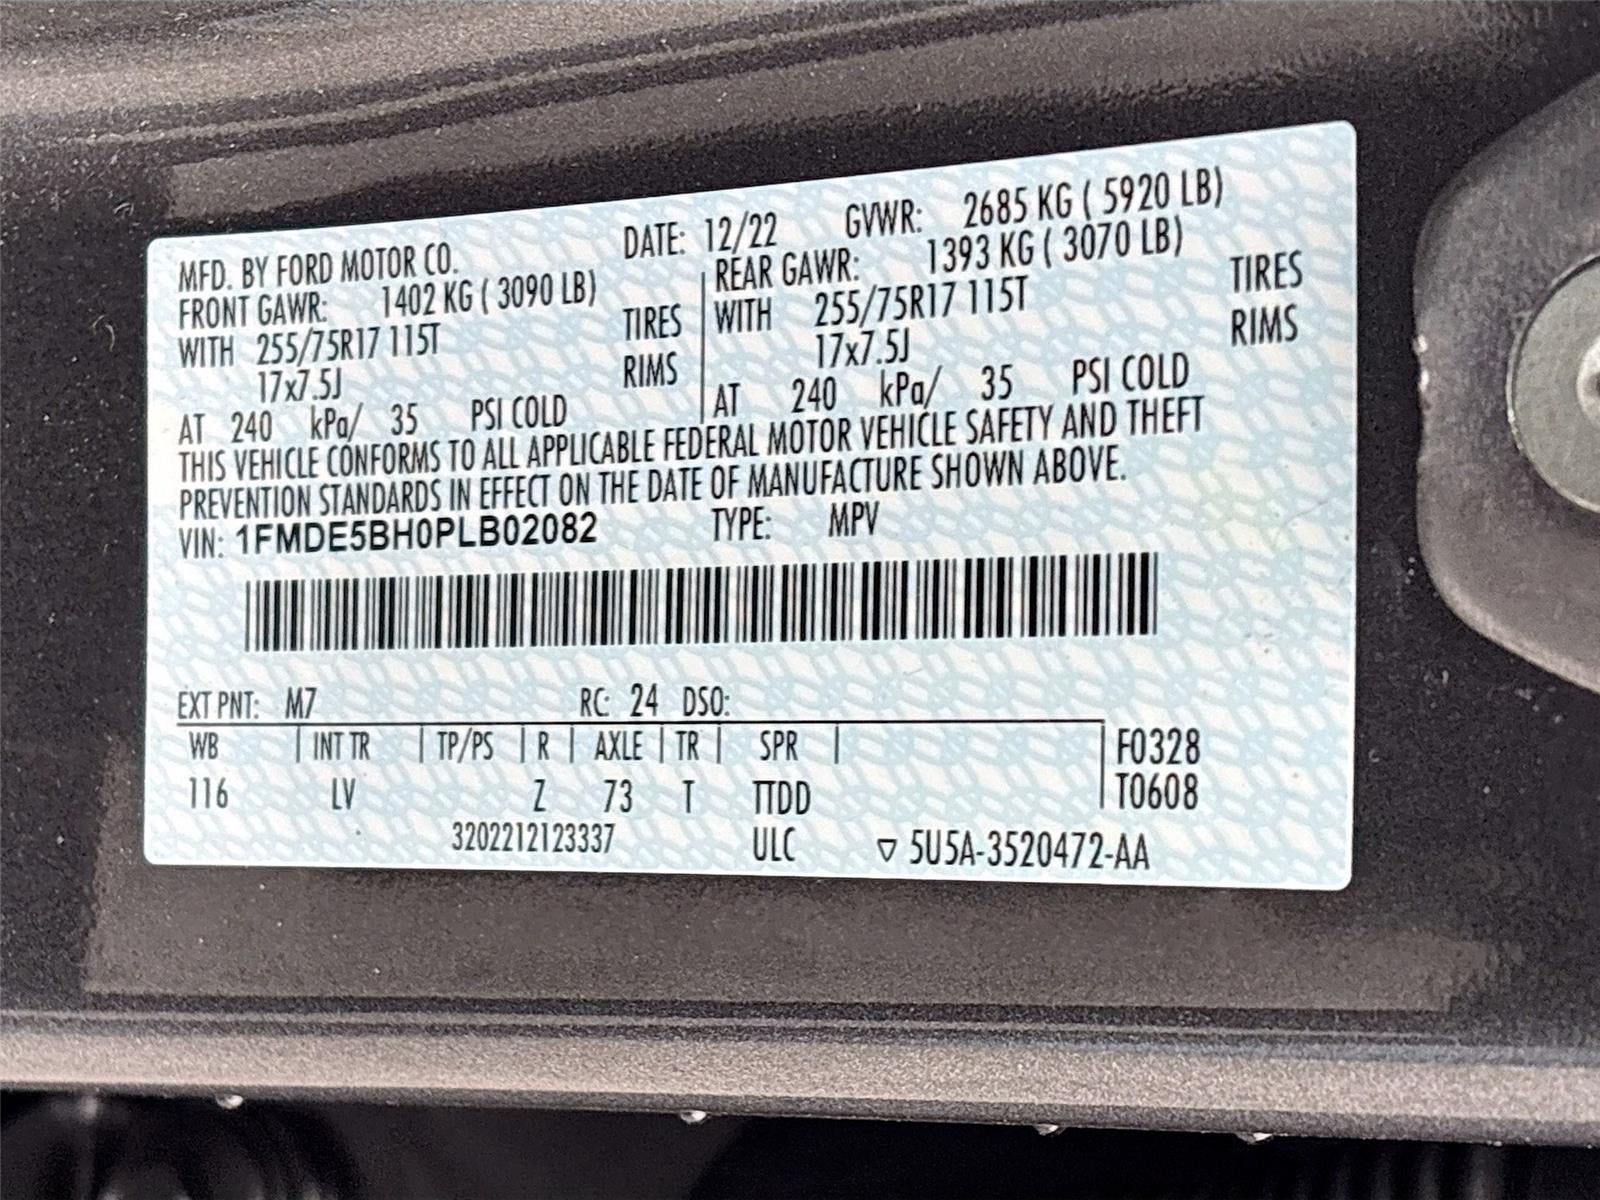 MFD. BY FORD MOTOR CO. DATE: 12/22 GVWR: 2685 KG ( 5920 LB)
FRONT GAWR: 1402 KG ( 3090 LB) REAR GAWR: 1393 KG ( 3070 LB)
WITH 255/75R17 115T TIRES WITH 255/75R17 115T TIRES
17x7.5J RIMS 17x7.5J RIMS
AT 240 kPa/ 35 PSI COLD AT 240 kPa/ 35 PSI COLD
THIS VEHICLE CONFORMS TO ALL APPLICABLE FEDERAL MOTOR VEHICLE SAFETY AND THEFT
PREVENTION STANDARDS IN EFFECT ON THE DATE OF MANUFACTURE SHOWN ABOVE.
VIN: 1FMDE5BH0PLB02082 TYPE: MPV
EXT PNT: M7 RC: 24 DSO:
WB | INT TR | TP/PS | R | AXLE | TR | SPR | F0328
116 LV Z 73 T TTDD T0608
3202212123337 ULC ▽ 5U5A-3520472-AA